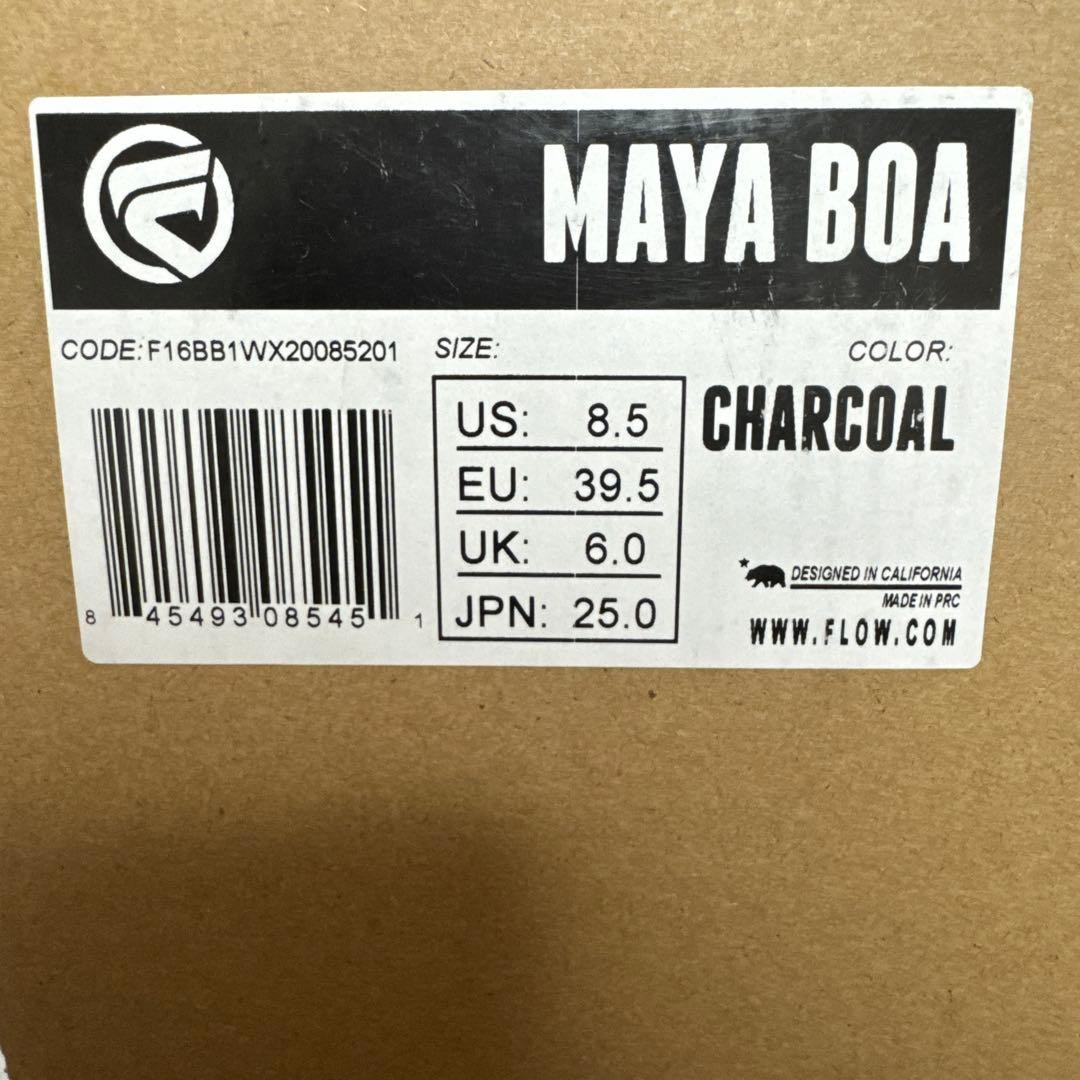 MAYA BOA
CODE: F16BB1WX20085201
SIZE:
COLOR:
US: 8.5
EU: 39.5
UK: 6.0
JPN: 25.0
CHARCOAL
8 45493 08545 1
DESIGNED IN CALIFORNIA
MADE IN PRC
WWW.FLOW.COM